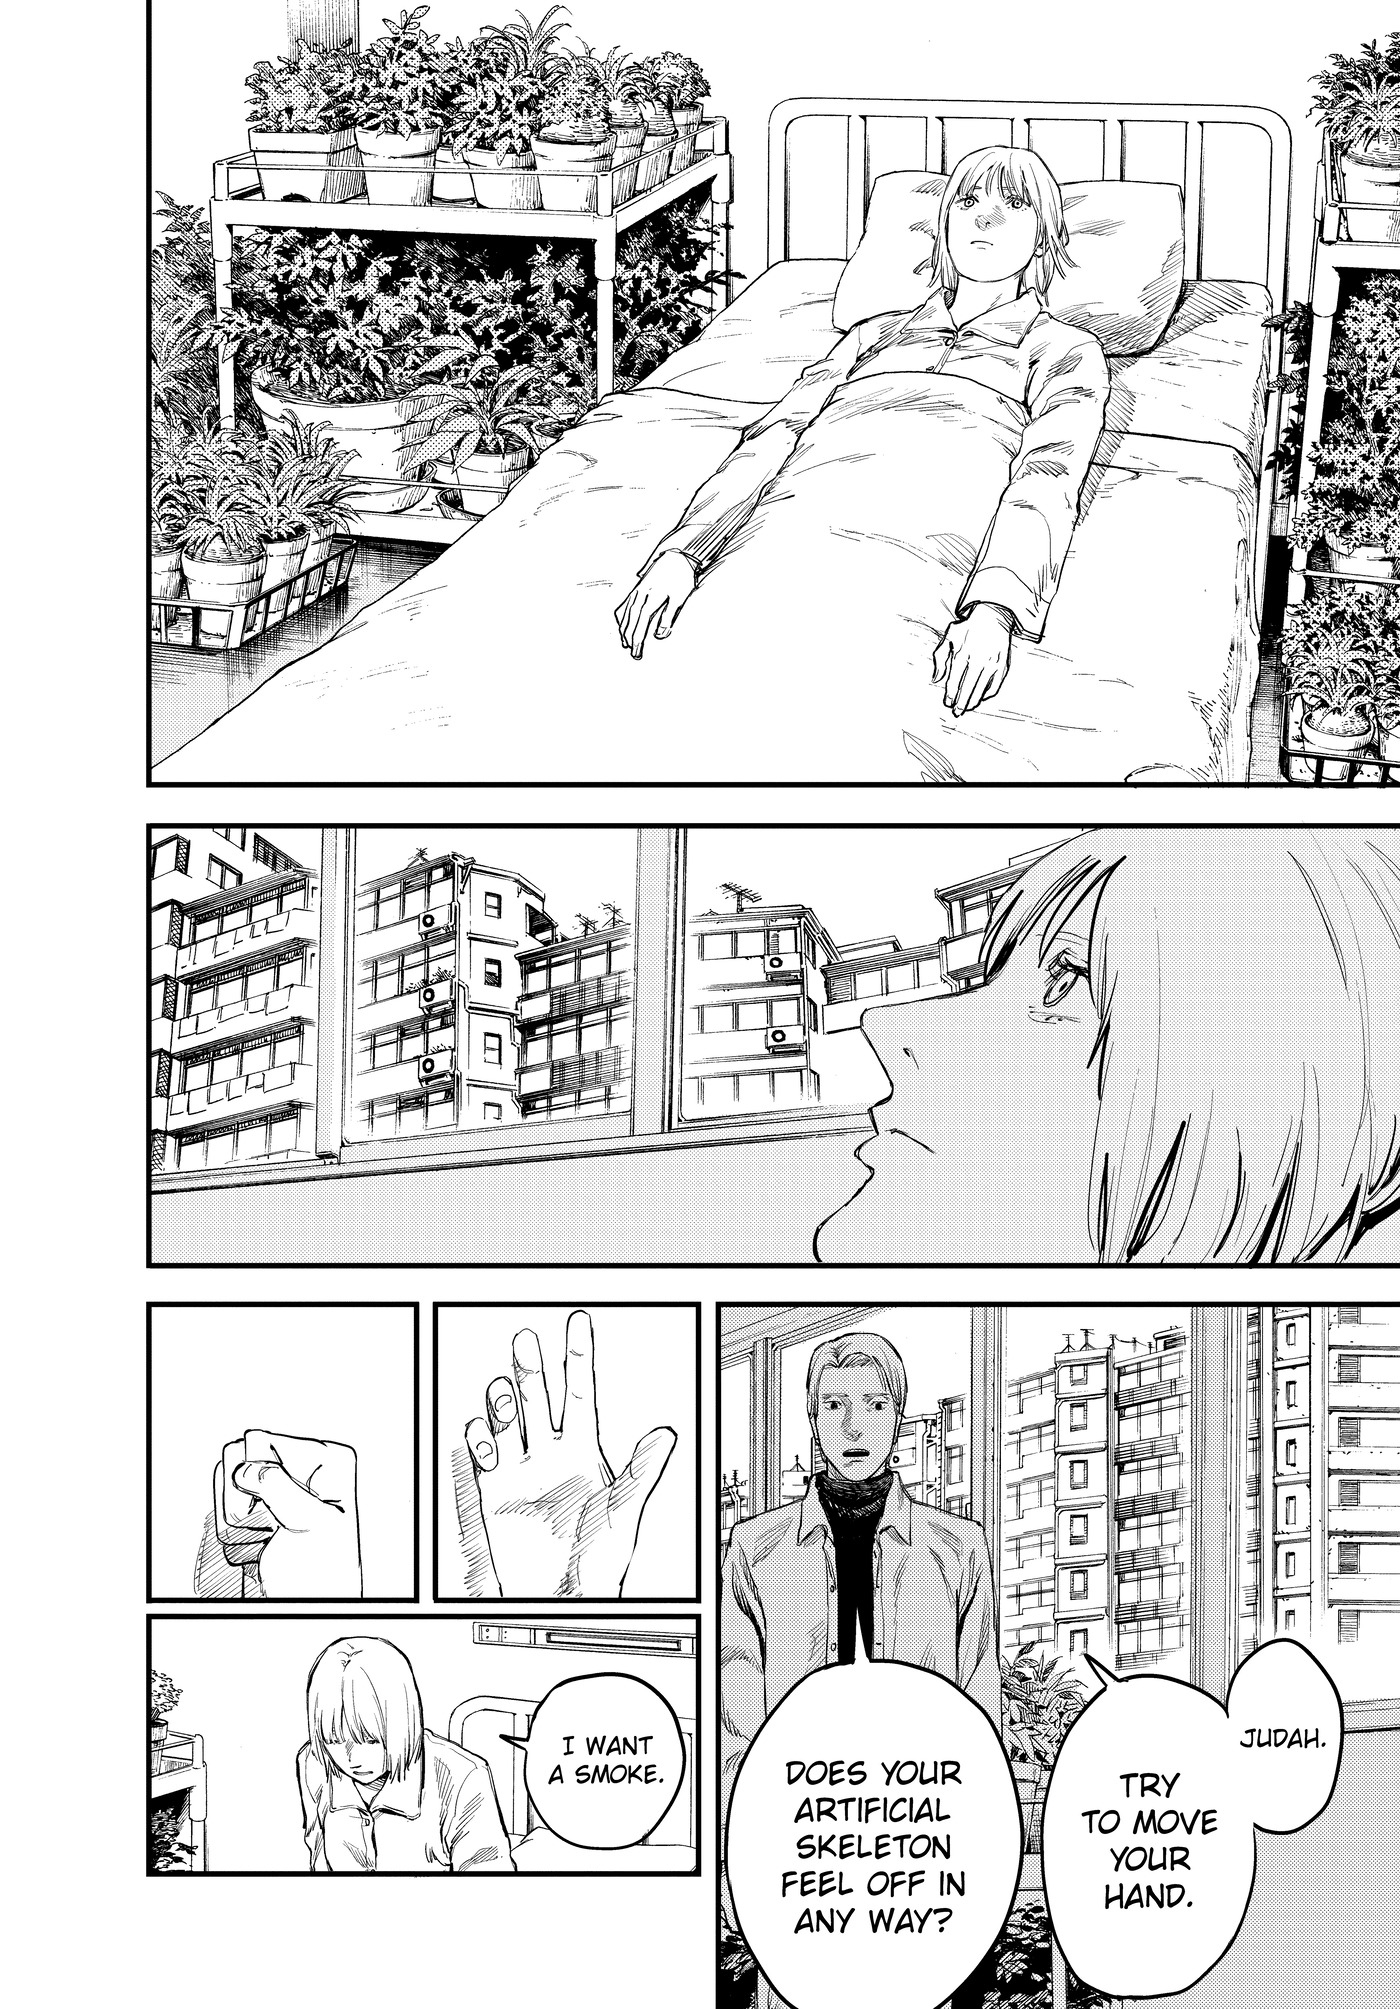 JUDAH.
TRY
TO MOVE
YOUR
HAND.
DOES YOUR
ARTIFICIAL
SKELETON
FEEL OFF IN
ANY WAY?
I WANT
A SMOKE.